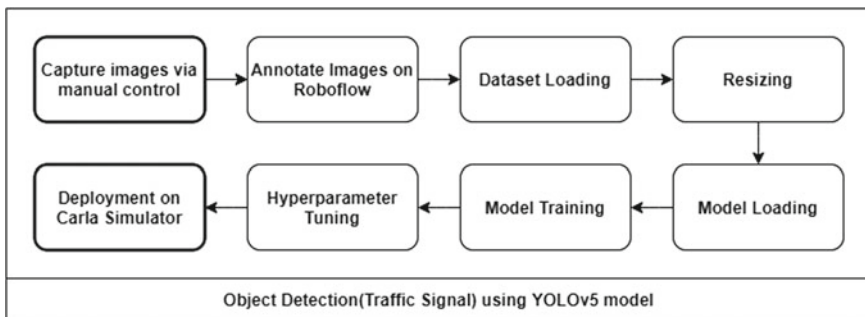 Capture images via
manual control
Annotate Images on
Roboflow
Dataset Loading
Resizing
Deployment on
Carla Simulator
Hyperparameter
Tuning
Model Training
Model Loading
Object Detection(Traffic Signal) using YOLOv5 model